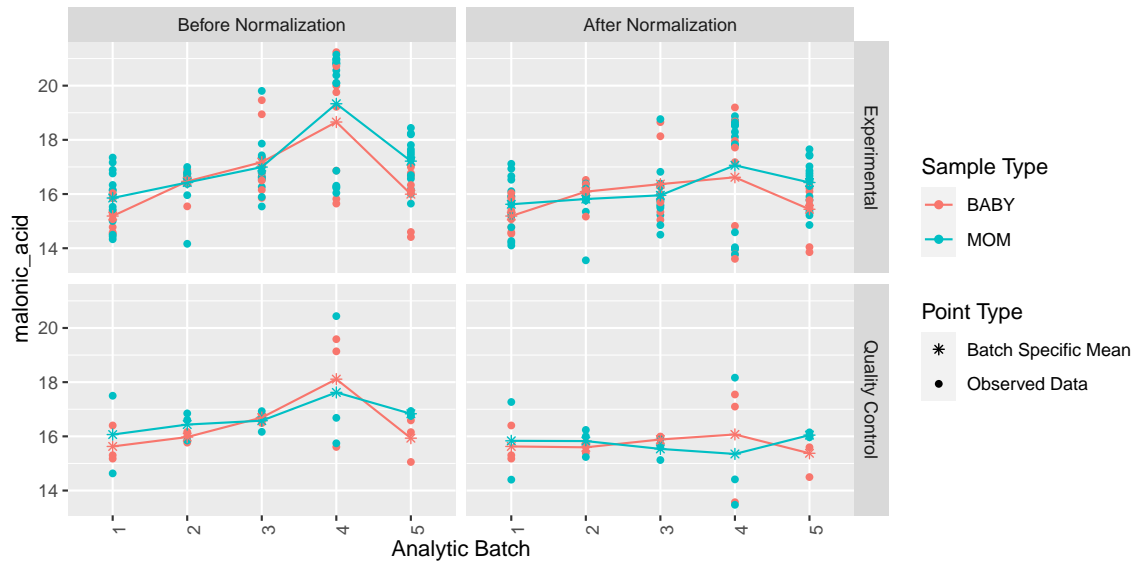 Before Normalization
After Normalization
malonic_acid
20
18
16
14
Experimental
20
18
16
14
Quality Control
1
2
3
4
5
1
2
3
4
5
Analytic Batch
Sample Type
BABY
MOM
Point Type
Batch Specific Mean
Observed Data